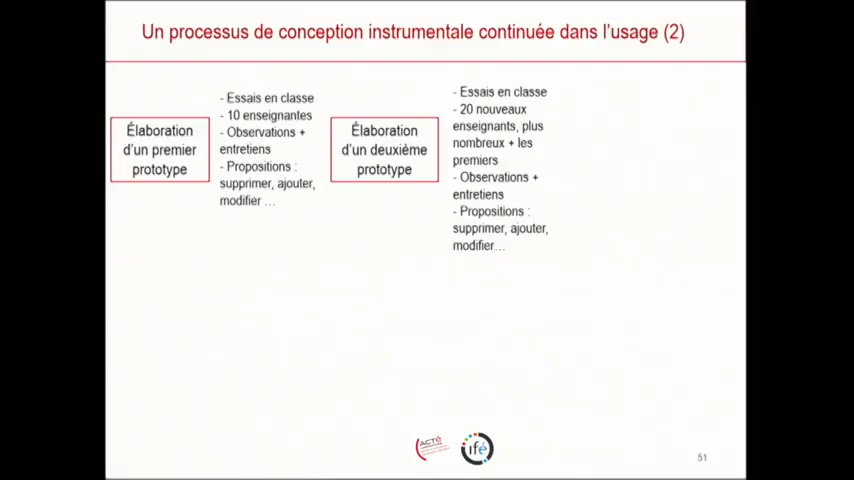 Un processus de conception instrumentale continuée dans l'usage (2)
Élaboration
d'un premier
prototype
- Essais en classe
- 10 enseignantes
- Observations +
entretiens
- Propositions :
supprimer, ajouter,
modifier ...
Élaboration
d'un deuxième
prototype
- Essais en classe
- 20 nouveaux
enseignants, plus
nombreux + les
premiers
- Observations +
entretiens
- Propositions :
supprimer, ajouter,
modifier...
ACTé
ifé
51